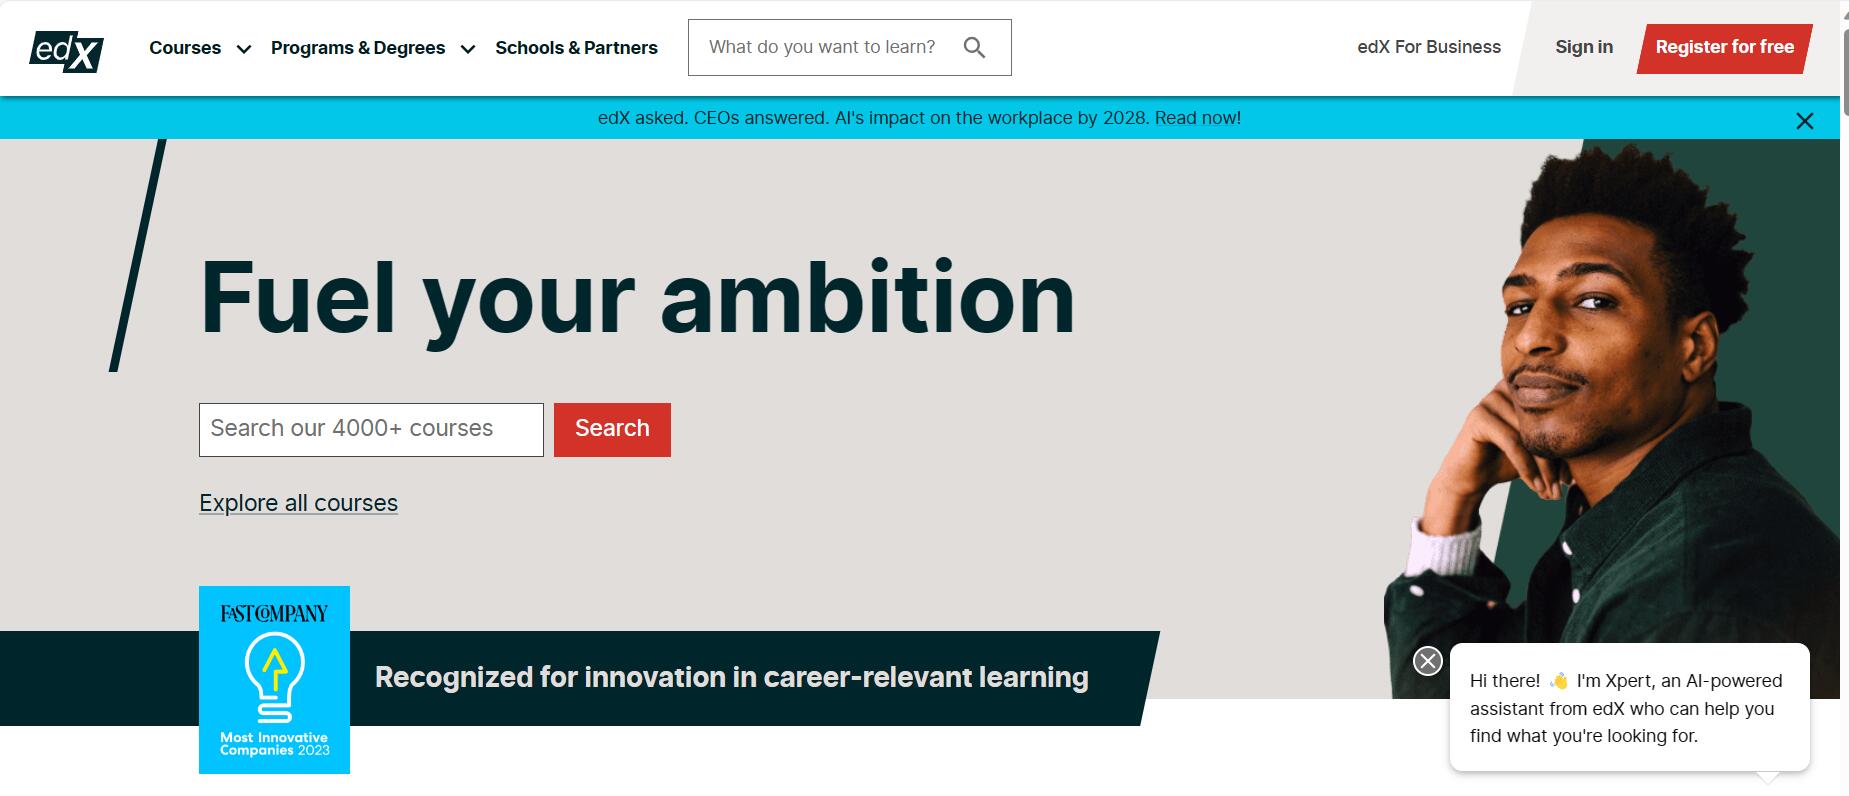 edX
Courses
Programs & Degrees
Schools & Partners
What do you want to learn?
edX For Business
Sign in
Register for free
edX asked. CEOs answered. AI's impact on the workplace by 2028. Read now!
Fuel your ambition
Search our 4000+ courses
Search
Explore all courses
FAST COMPANY
Most Innovative
Companies 2023
Recognized for innovation in career-relevant learning
Hi there! 👋 I'm Xpert, an AI-powered
assistant from edX who can help you
find what you're looking for.